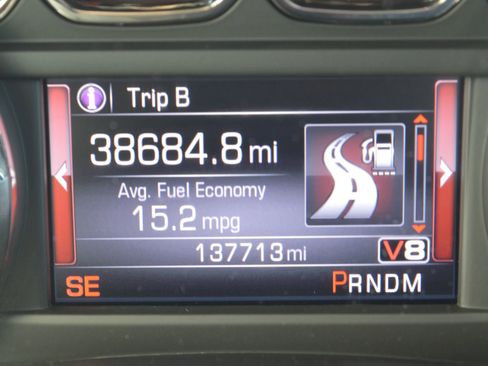 Trip B
38684.8 mi
Avg. Fuel Economy
15.2 mpg
137713 mi
V8
SE
PRNDM